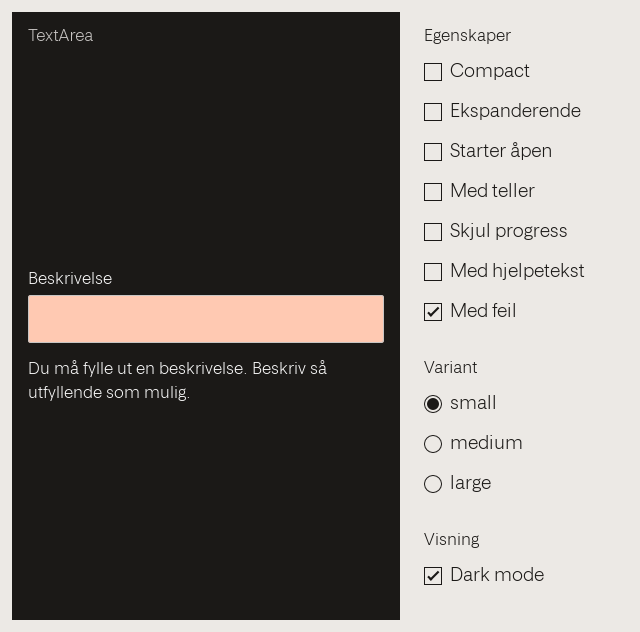 TextArea
Beskrivelse
Du må fylle ut en beskrivelse. Beskriv så
utfyllende som mulig.
Egenskaper
Compact
Ekspanderende
Starter åpen
Med teller
Skjul progress
Med hjelpetekst
Med feil
Variant
small
medium
large
Visning
Dark mode